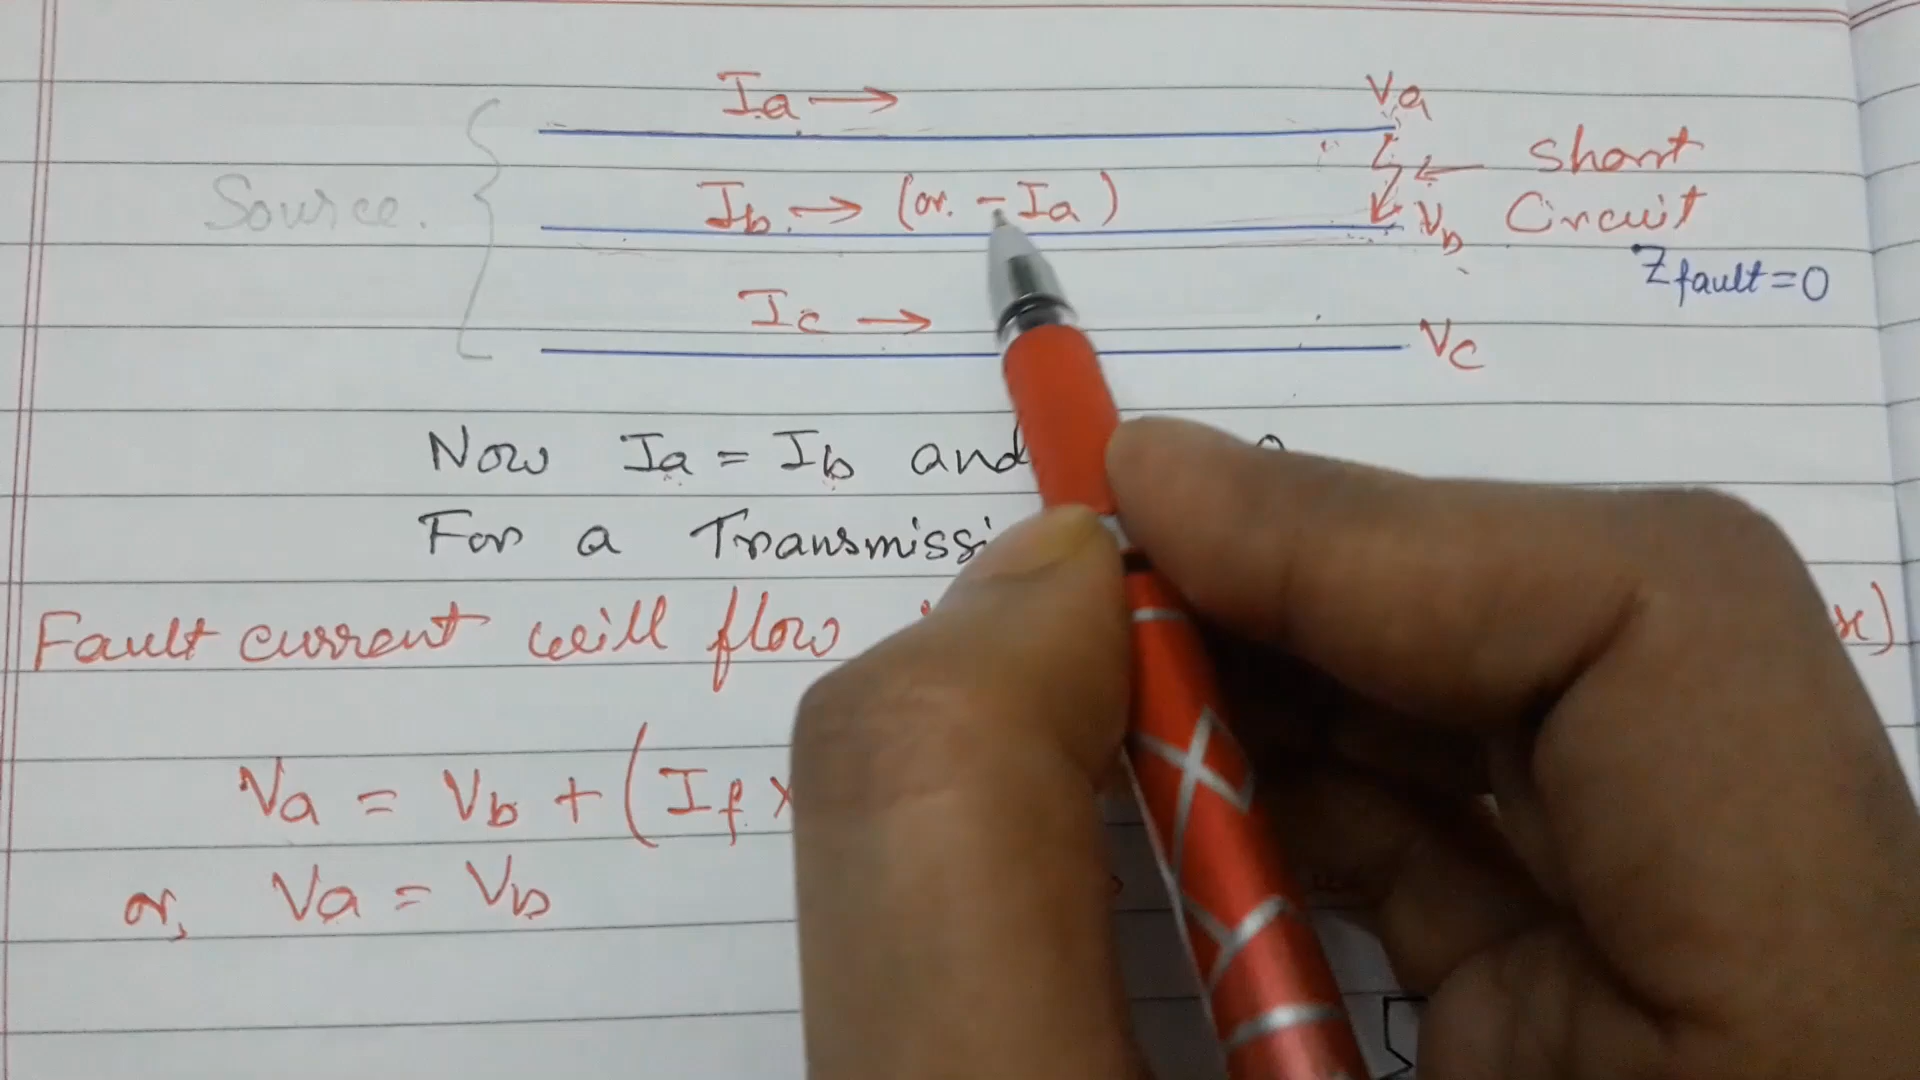 Ia → Va
Short
Source. Ib → (or. -Ia) Vb Circuit
Zfault=0
Ic → Vc
Now Ia = Ib and
For a
Fault current will flow
Va = Vb + (If x
or, Va = Vb